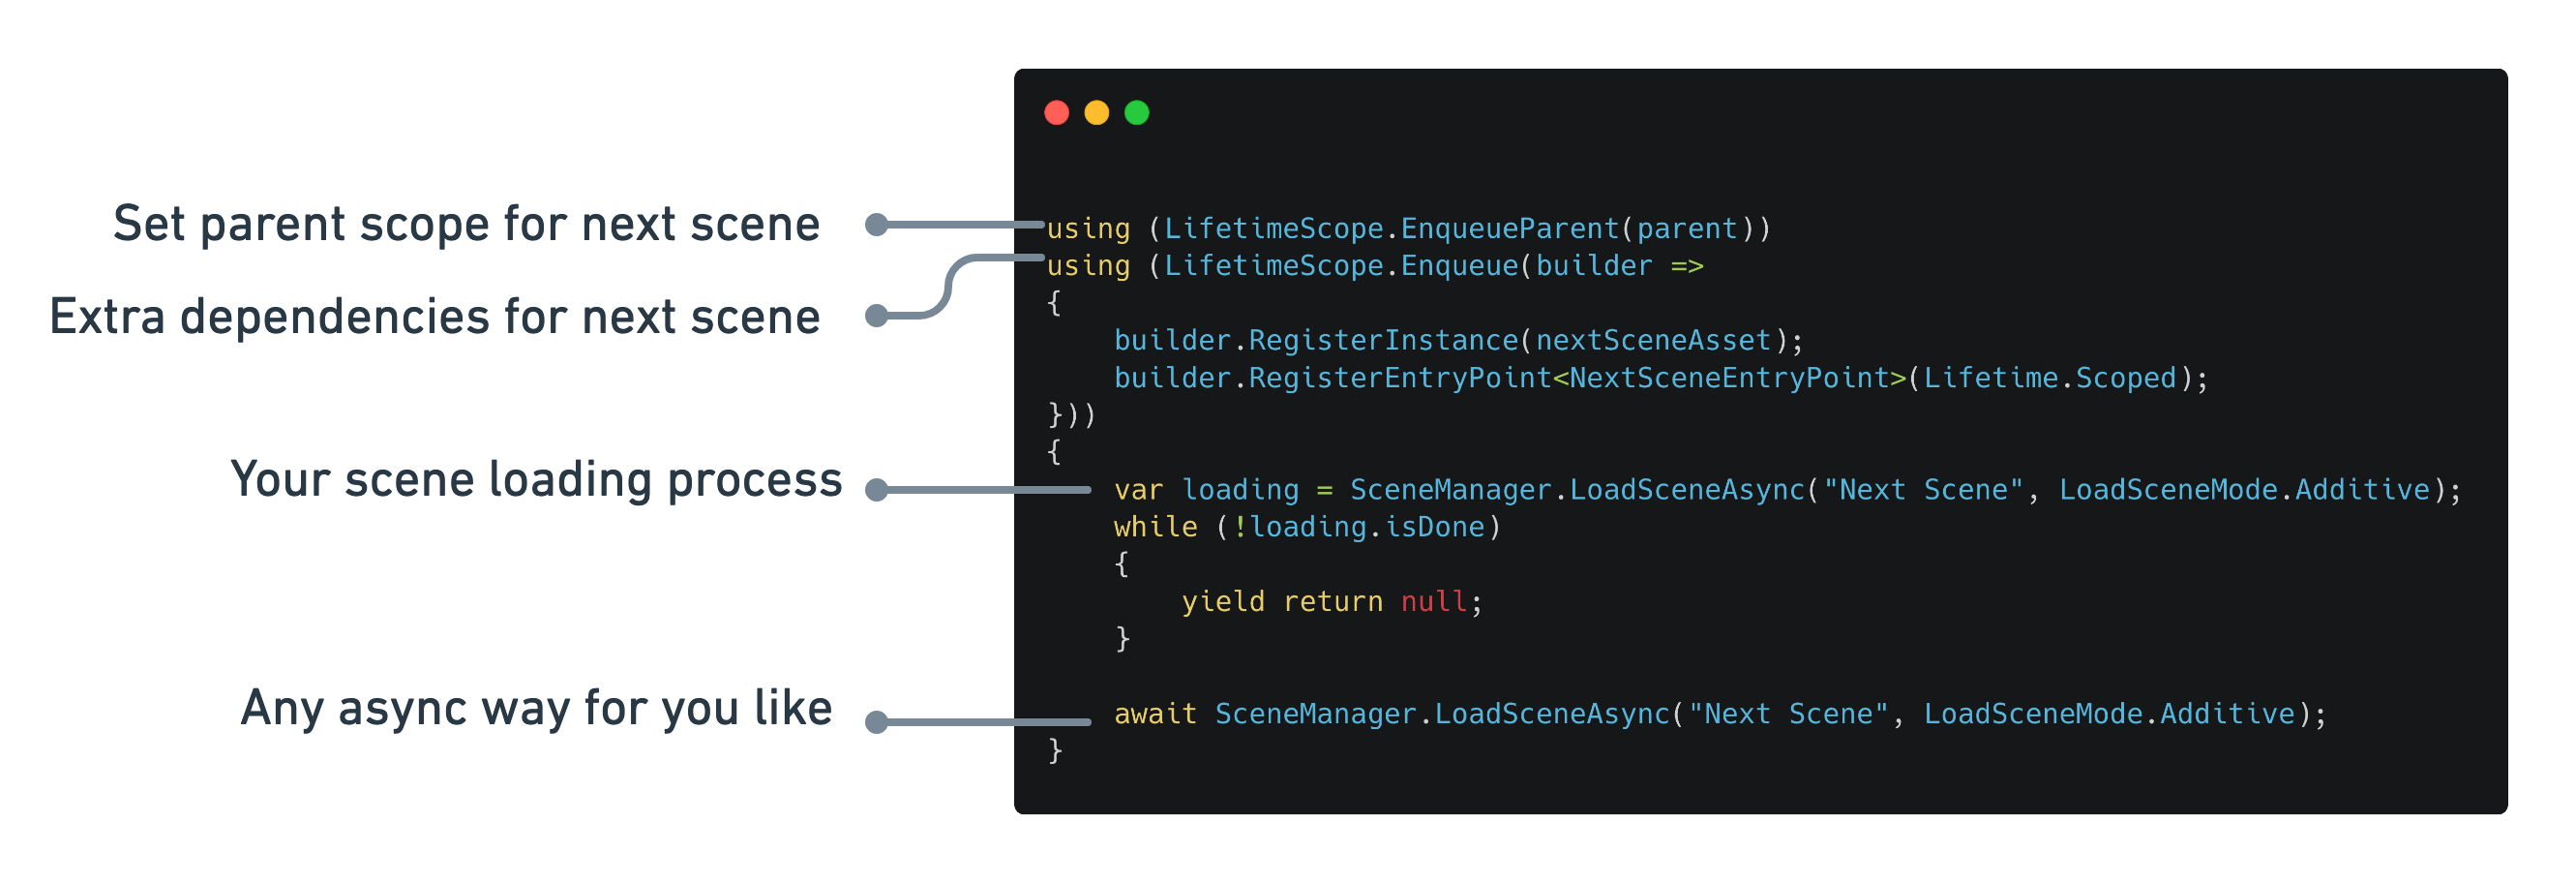 Set parent scope for next scene
Extra dependencies for next scene
Your scene loading process
Any async way for you like
using (LifetimeScope.EnqueueParent(parent))
using (LifetimeScope.Enqueue(builder =>
{
    builder.RegisterInstance(nextSceneAsset);
    builder.RegisterEntryPoint<NextSceneEntryPoint>(Lifetime.Scoped);
}))
{
    var loading = SceneManager.LoadSceneAsync("Next Scene", LoadSceneMode.Additive);
    while (!loading.isDone)
    {
        yield return null;
    }
    await SceneManager.LoadSceneAsync("Next Scene", LoadSceneMode.Additive);
}